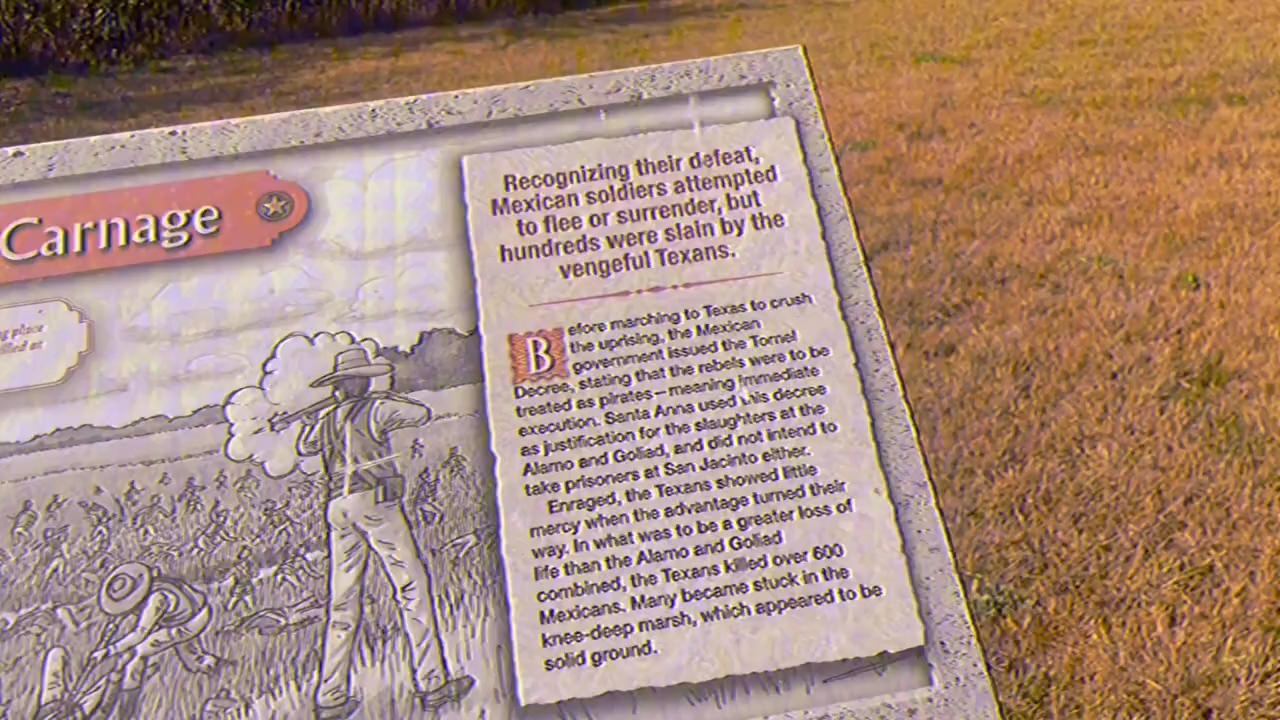 Carnage
ng place
killed at
Recognizing their defeat,
Mexican soldiers attempted
to flee or surrender, but
hundreds were slain by the
vengeful Texans.
Before marching to Texas to crush
the uprising, the Mexican
government issued the Tornel
Decree, stating that the rebels were to be
treated as pirates – meaning immediate
execution. Santa Anna used this decree
as justification for the slaughters at the
Alamo and Goliad, and did not intend to
take prisoners at San Jacinto either.
Enraged, the Texans showed little
mercy when the advantage turned their
way. In what was to be a greater loss of
life than the Alamo and Goliad
combined, the Texans killed over 600
Mexicans. Many became stuck in the
knee-deep marsh, which appeared to be
solid ground.